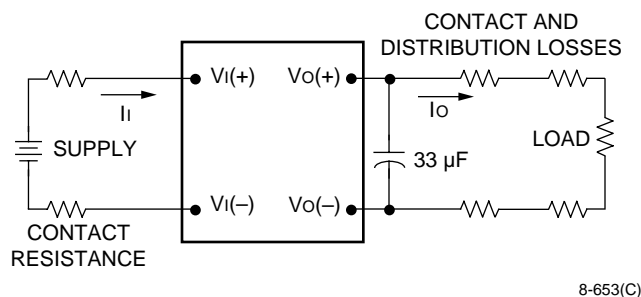 CONTACT AND
DISTRIBUTION LOSSES
VI(+)
VO(+)
II
IO
SUPPLY
33 µF
LOAD
VI(–)
VO(–)
CONTACT
RESISTANCE
8-653(C)